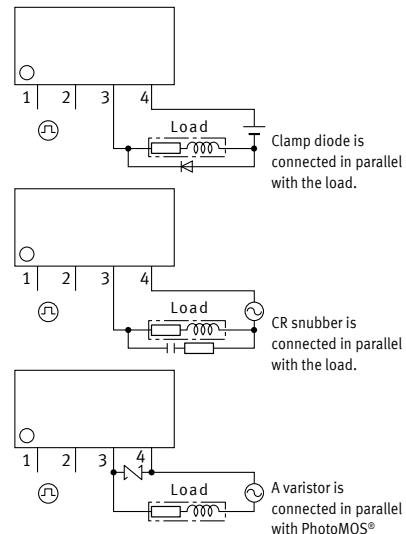 1 2 3 4
Load
Clamp diode is
connected in parallel
with the load.
1 2 3 4
Load
CR snubber is
connected in parallel
with the load.
1 2 3 4
Load
A varistor is
connected in parallel
with PhotoMOS®